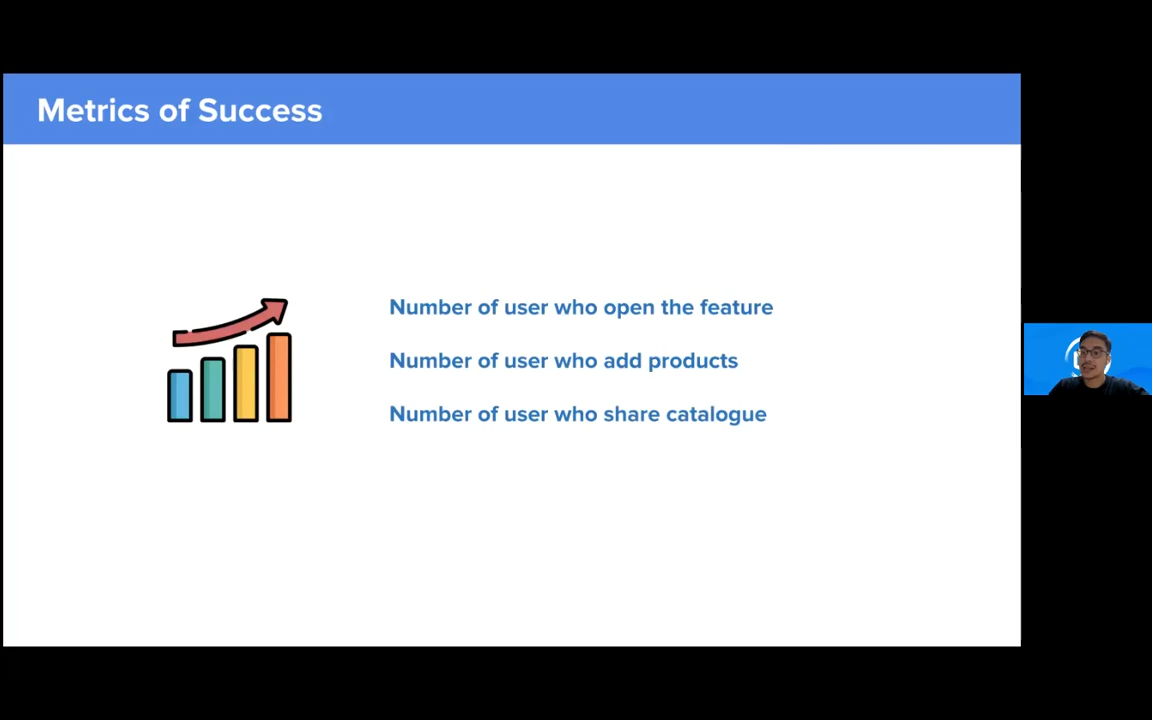 Metrics of Success
Number of user who open the feature
Number of user who add products
Number of user who share catalogue